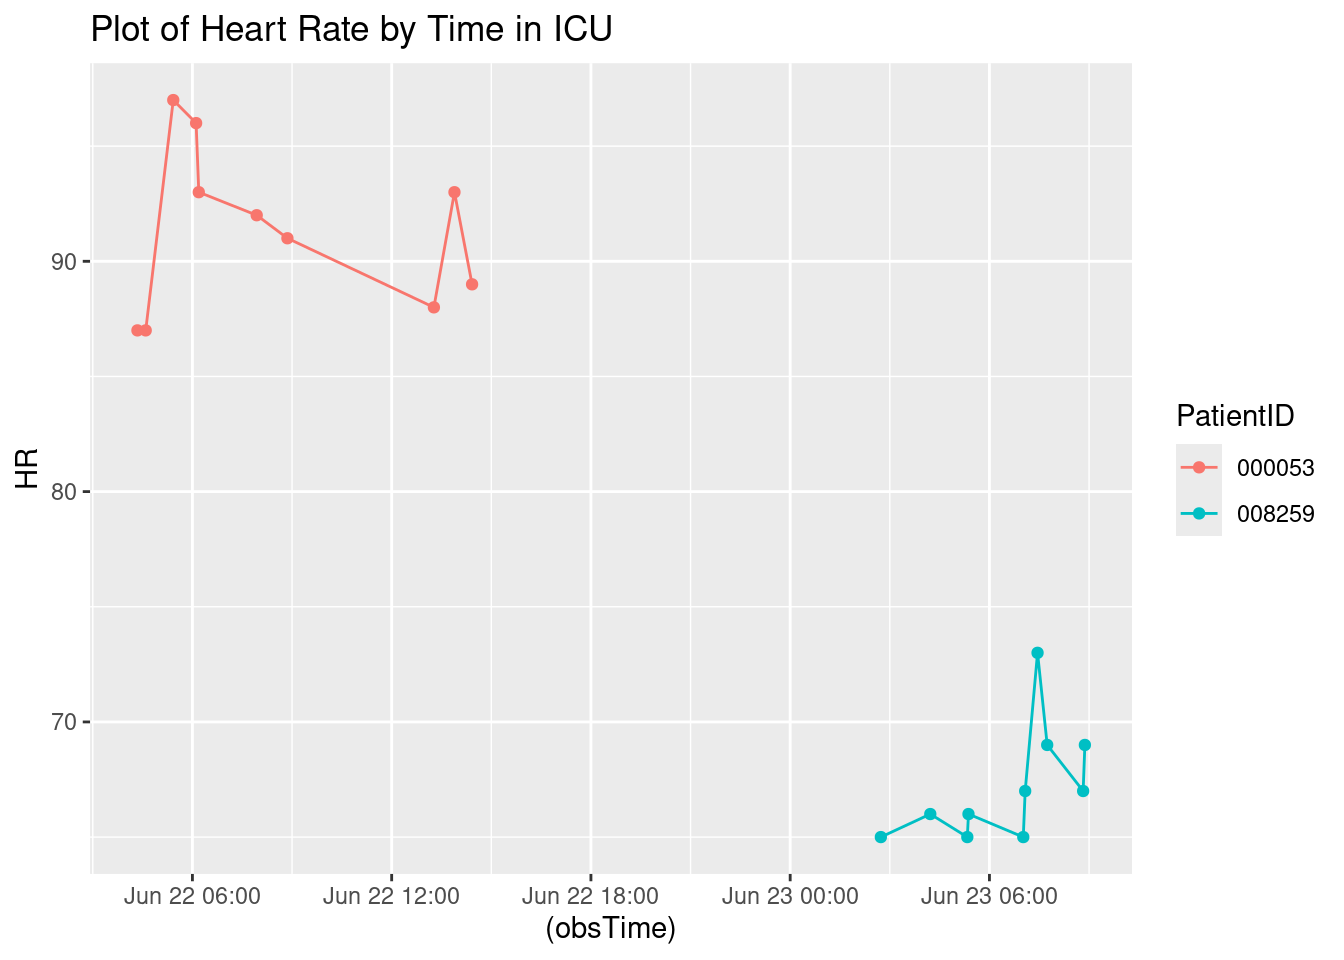 Plot of Heart Rate by Time in ICU
90
80
70
HR
Jun 22 06:00
Jun 22 12:00
Jun 22 18:00
Jun 23 00:00
Jun 23 06:00
(obsTime)
PatientID
000053
008259